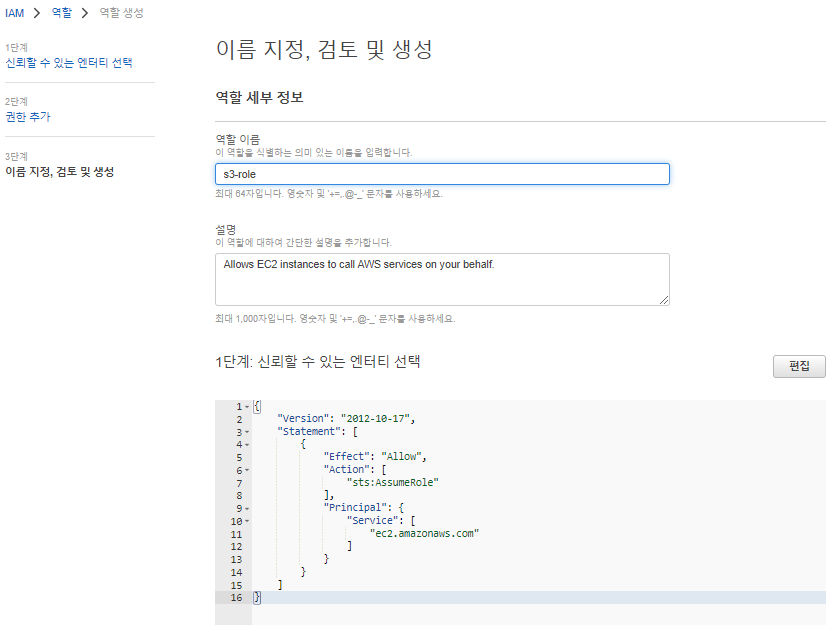 IAM > 역할 > 역할 생성
1단계
신뢰할 수 있는 엔터티 선택
2단계
권한 추가
3단계
이름 지정, 검토 및 생성
이름 지정, 검토 및 생성
역할 세부 정보
역할 이름
이 역할을 식별하는 의미 있는 이름을 입력합니다.
s3-role
최대 64자입니다. 영숫자 및 '+=,.@-_' 문자를 사용하세요.
설명
이 역할에 대하여 간단한 설명을 추가합니다.
Allows EC2 instances to call AWS services on your behalf.
최대 1,000자입니다. 영숫자 및 '+=,.@-_' 문자를 사용하세요.
1단계: 신뢰할 수 있는 엔터티 선택
편집
1 {
2 "Version": "2012-10-17",
3 "Statement": [
4 {
5 "Effect": "Allow",
6 "Action": [
7 "sts:AssumeRole"
8 ],
9 "Principal": {
10 "Service": [
11 "ec2.amazonaws.com"
12 ]
13 }
14 }
15 ]
16 }